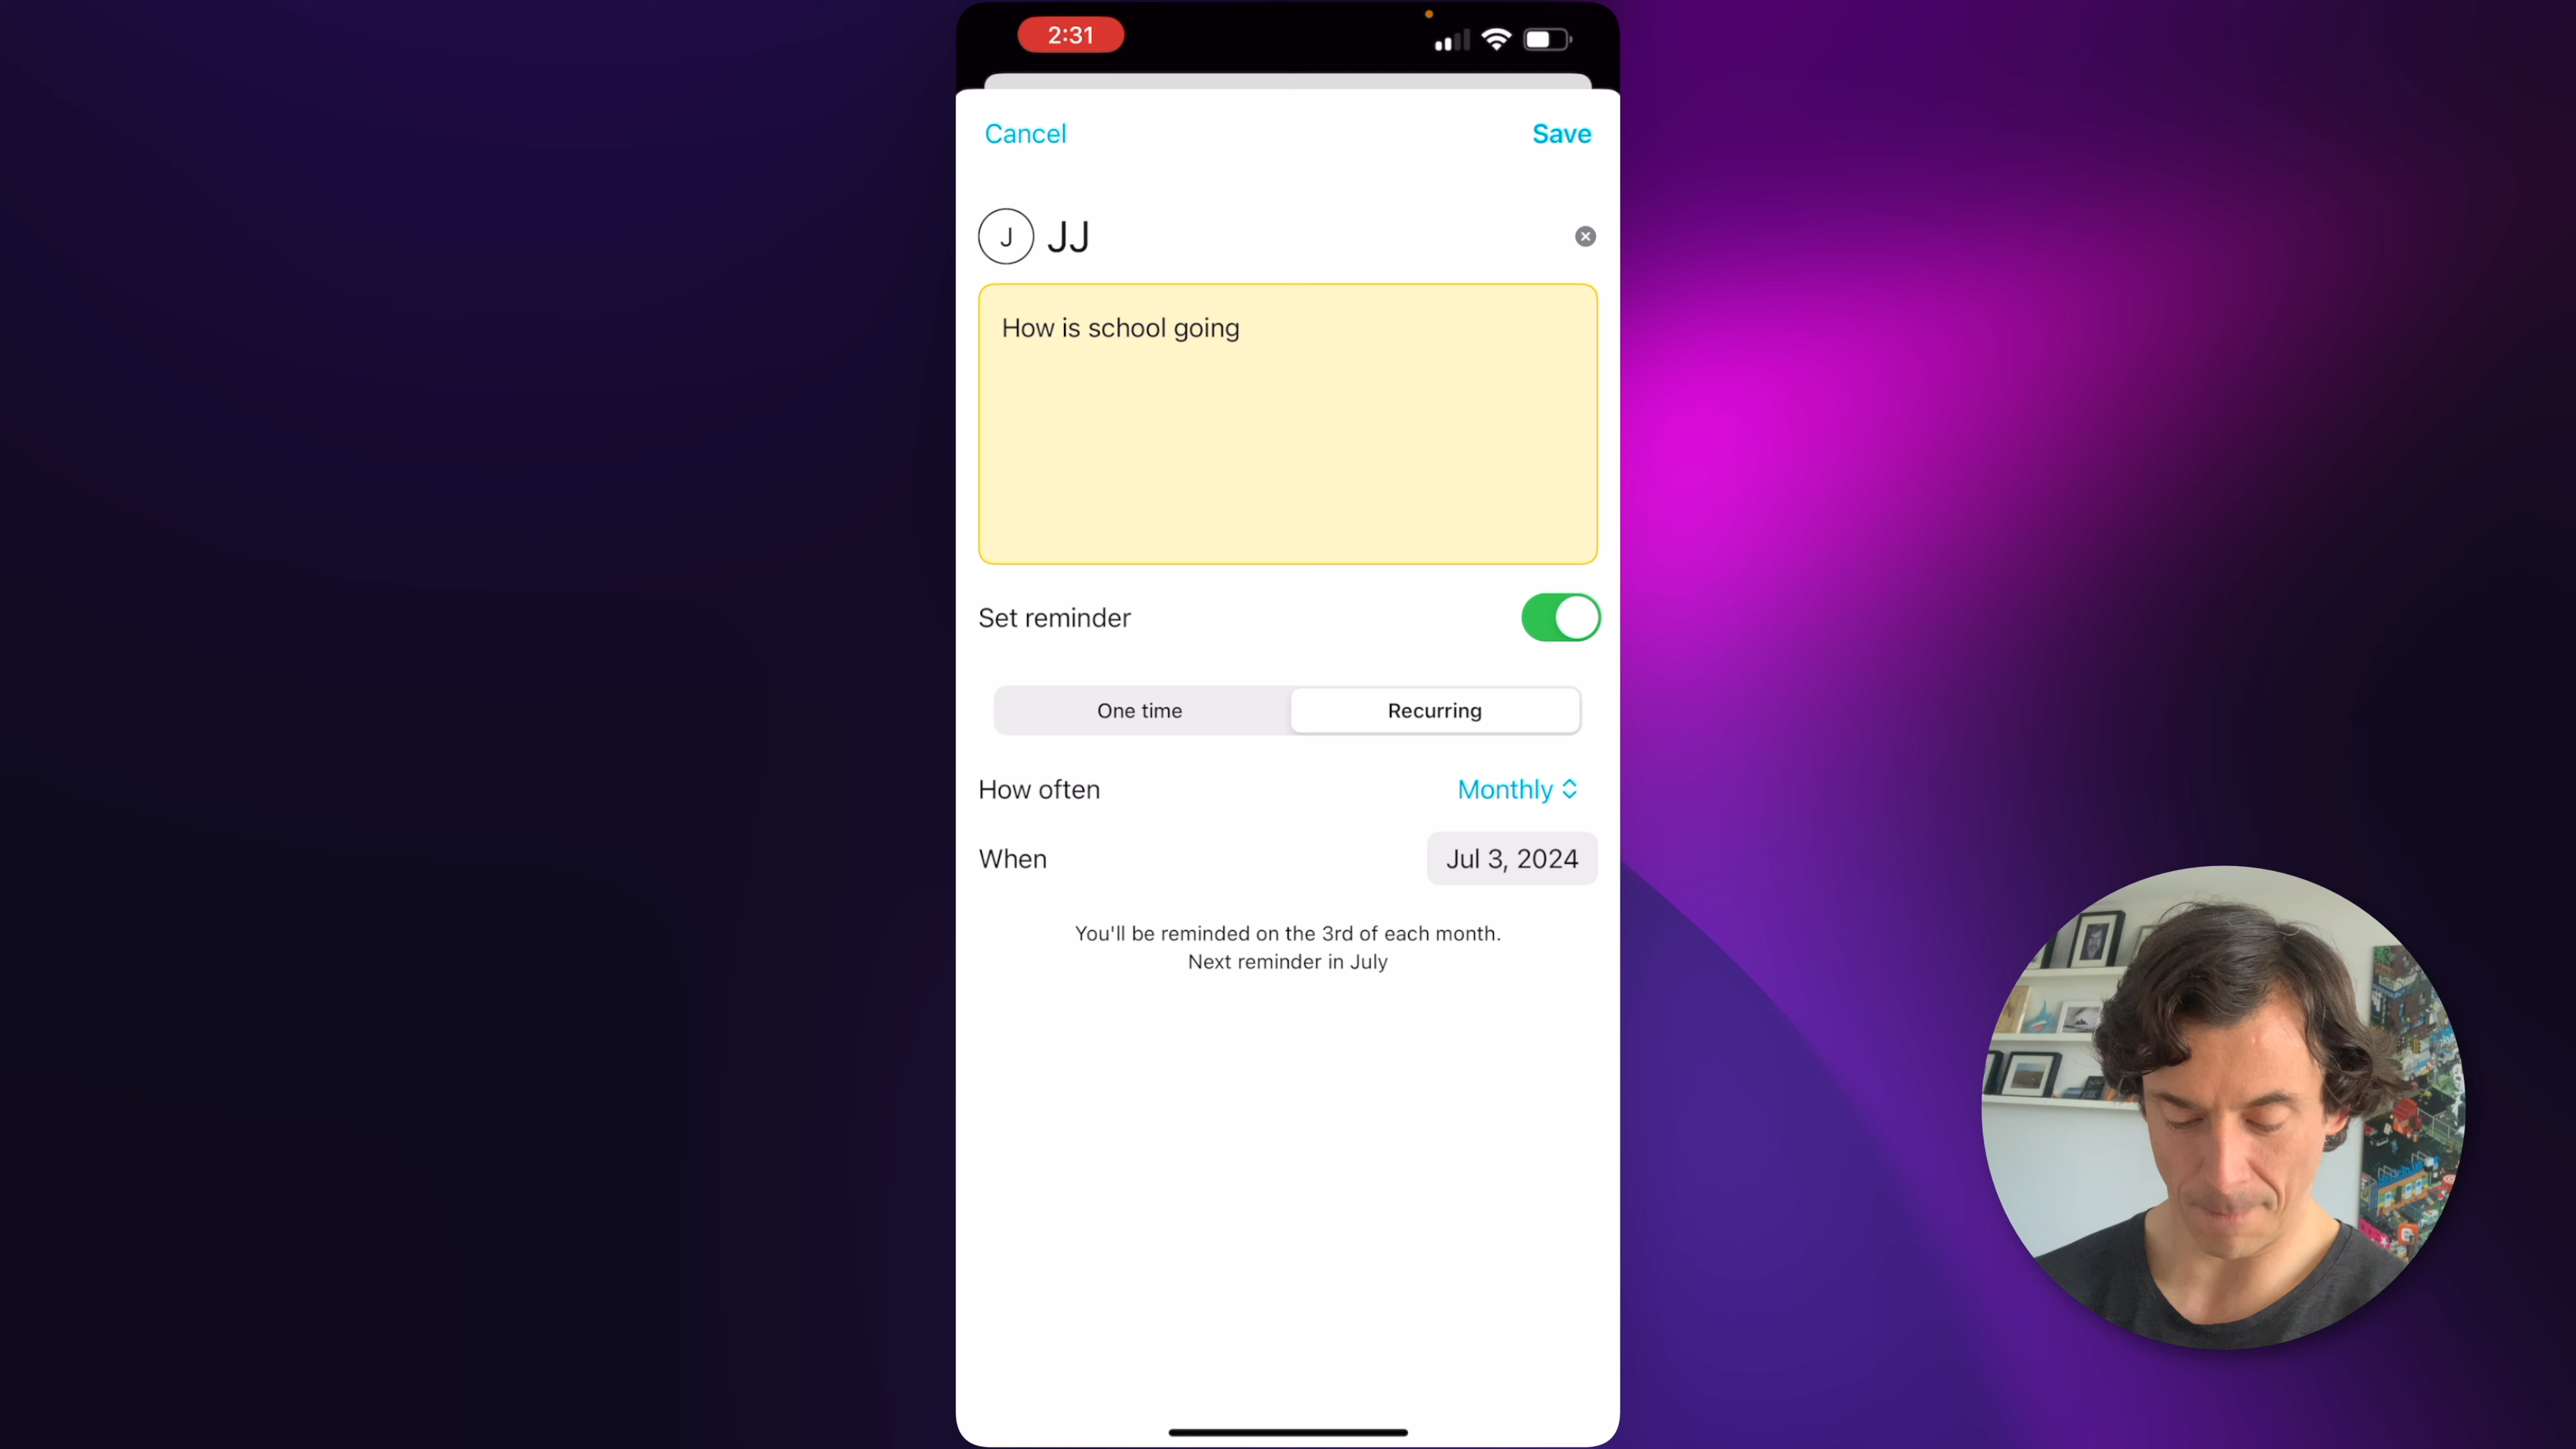 2:31
Cancel
Save
J
JJ
How is school going
Set reminder
One time
Recurring
How often
Monthly
When
Jul 3, 2024
You'll be reminded on the 3rd of each month.
Next reminder in July